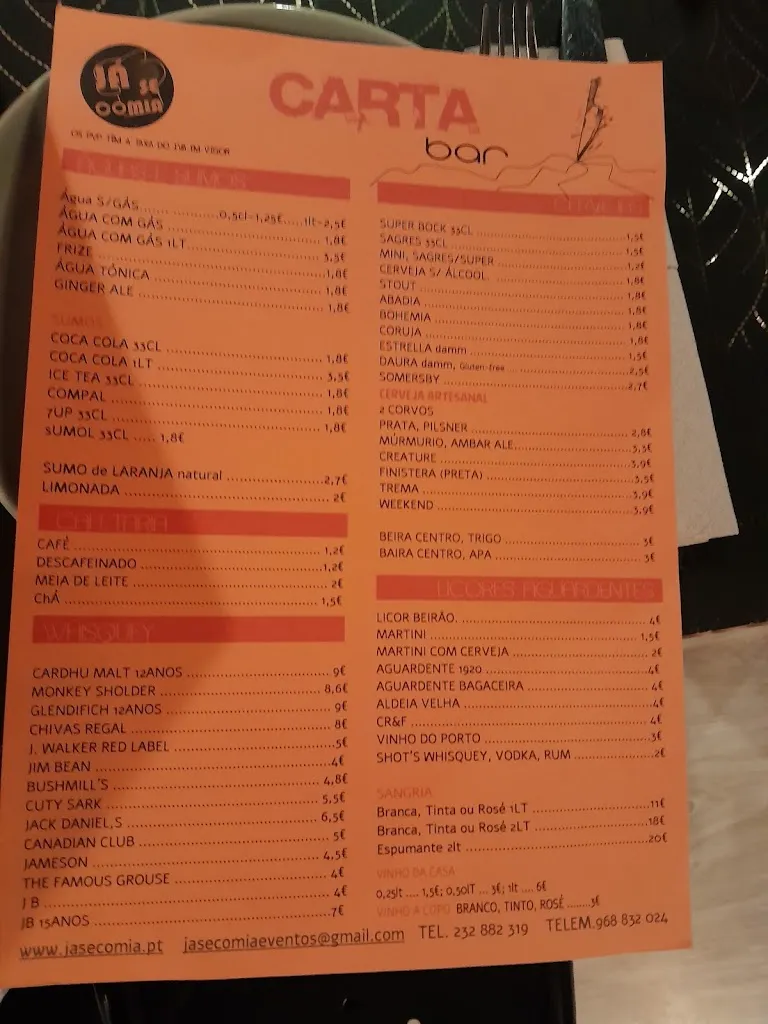 JÁ SE
COMIA
CARTA
bar
OS PVP TÊM A TAXA DO IVA EM VIGOR
Água S/GÁS..........0,5cl-1,25€.....1lt-2,5€
ÁGUA COM GÁS ..... 1,8€
ÁGUA COM GÁS 1LT ..... 3,5€
FRIZE ..... 1,8€
ÁGUA TÓNICA ..... 1,8€
GINGER ALE ..... 1,8€
SUMOS
COCA COLA 33CL ..... 1,8€
COCA COLA 1LT ..... 3,5€
ICE TEA 33CL ..... 1,8€
COMPAL ..... 1,8€
7UP 33CL ..... 1,8€
sUMOL 33CL ..... 1,8€
SUMO de LARANJA natural ..... 2,7€
LIMONADA ..... 2€
CAFETARIA
CAFÉ ..... 1,2€
DESCAFEINADO ..... 1,2€
MEIA DE LEITE ..... 2€
ChÁ ..... 1,5€
WHISQUEY
CARDHU MALT 12ANOS ..... 9€
MONKEY SHOLDER ..... 8,6€
GLENDIFICH 12ANOS ..... 9€
CHIVAS REGAL ..... 8€
J. WALKER RED LABEL ..... 5€
JIM BEAN ..... 4€
BUSHMILL'S ..... 4,8€
CUTY SARK ..... 5,5€
JACK DANIEL,S ..... 6,5€
CANADIAN CLUB ..... 5€
JAMESON ..... 4,5€
THE FAMOUS GROUSE ..... 4€
J B ..... 4€
JB 15ANOS ..... 7€
SUPER BOCK 33CL ..... 1,5€
SAGRES 33CL ..... 1,5€
MINI, SAGRES/SUPER ..... 1,2€
CERVEJA S/ ÁLCOOL ..... 1,8€
STOUT ..... 1,8€
ABADIA ..... 1,8€
BOHEMIA ..... 1,8€
CORUJA ..... 1,8€
ESTRELLA damm ..... 1,5€
DAURA damm, Gluten-free ..... 2,5€
SOMERSBY ..... 2,7€
CERVEJA ARTESANAL
2 CORVOS
PRATA, PILSNER ..... 2,8€
MÚRMURIO, AMBAR ALE ..... 3,3€
CREATURE ..... 3,9€
FINISTERA (PRETA) ..... 3,5€
TREMA ..... 3,9€
WEEKEND ..... 3,9€
BEIRA CENTRO, TRIGO ..... 3€
BAIRA CENTRO, APA ..... 3€
LICORES AGUARDENTES
LICOR BEIRÃO. ..... 4€
MARTINI ..... 1,5€
MARTINI COM CERVEJA ..... 2€
AGUARDENTE 1920 ..... 4€
AGUARDENTE BAGACEIRA ..... 4€
ALDEIA VELHA ..... 4€
CR&F ..... 4€
VINHO DO PORTO ..... 3€
SHOT'S WHISQUEY, VODKA, RUM ..... 2€
SANGRIA
Branca, Tinta ou Rosé 1LT ..... 11€
Branca, Tinta ou Rosé 2LT ..... 18€
Espumante 2lt ..... 20€
VINHO DA CASA
0,25lt .... 1,5€; 0,50lT ... 3€; 1lt .... 6€
VINHO A COPO BRANCO, TINTO, ROSÉ .......3€
www.jasecomia.pt jasecomiaeventos@gmail.com TEL. 232 882 319 TELEM.968 832 024